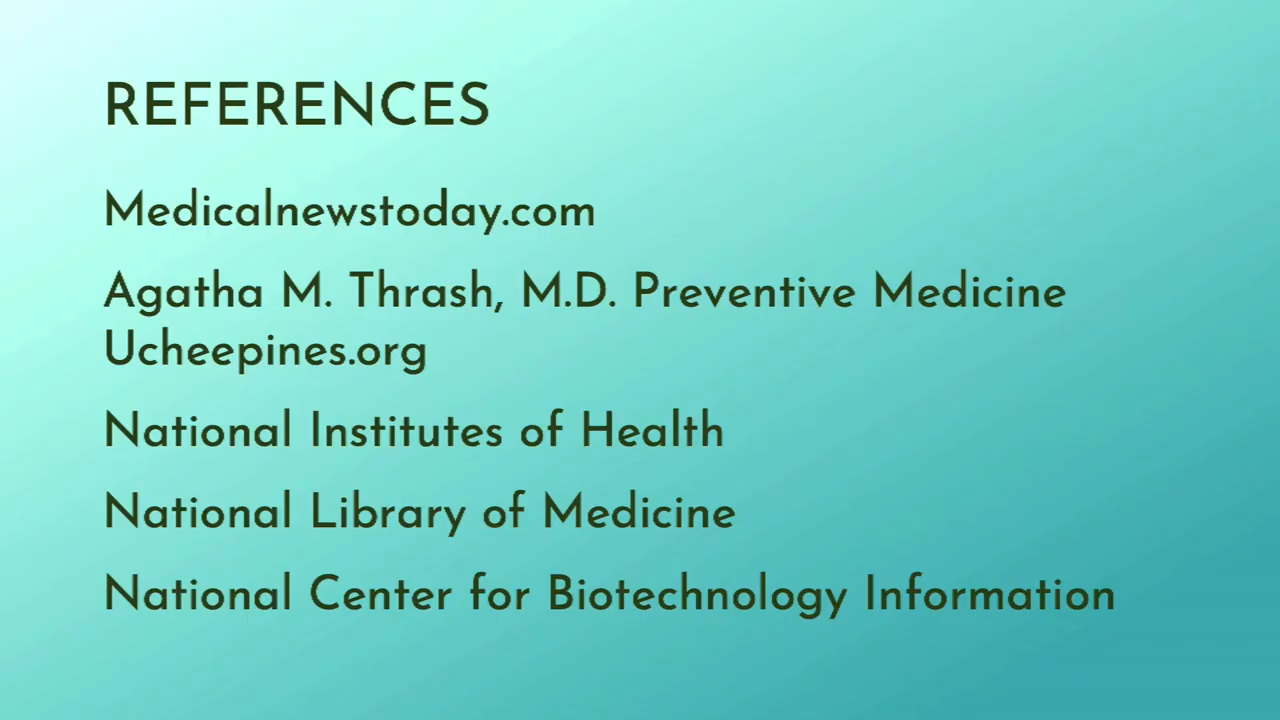 REFERENCES
Medicalnewstoday.com
Agatha M. Thrash, M.D. Preventive Medicine
Ucheepines.org
National Institutes of Health
National Library of Medicine
National Center for Biotechnology Information